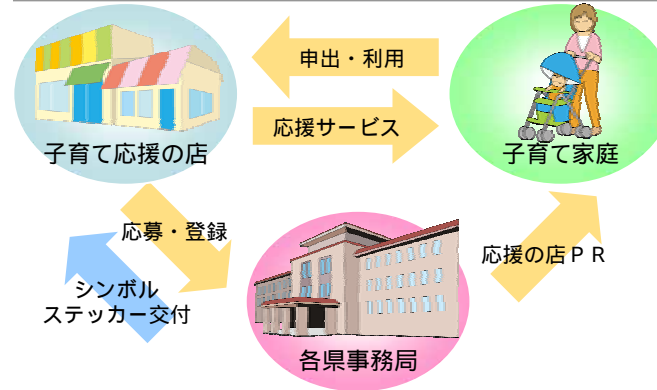 申出・利用
応援サービス
子育て応援の店
子育て家庭
応募・登録
シンボル
ステッカー交付
応援の店ＰＲ
各県事務局